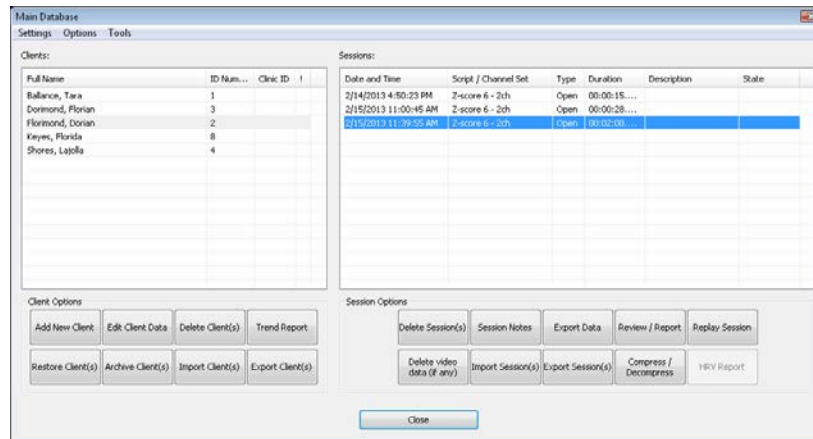 Main Database
Settings Options Tools
Clients:
Full Name ID Num... Clinic ID !
Ballance, Tara 1
Dorimond, Florian 3
Florimond, Dorian 2
Keyes, Florida 8
Shores, Lajolla 4
Sessions:
Date and Time Script / Channel Set Type Duration Description State
2/14/2013 4:50:23 PM Z-score 6 - 2ch Open 00:00:15....
2/15/2013 11:00:45 AM Z-score 6 - 2ch Open 00:00:28....
2/15/2013 11:39:55 AM Z-score 6 - 2ch Open 00:02:00....
Client Options
Add New Client Edit Client Data Delete Client(s) Trend Report
Restore Client(s) Archive Client(s) Import Client(s) Export Client(s)
Session Options
Delete Session(s) Session Notes Export Data Review / Report Replay Session
Delete video data (if any) Import Session(s) Export Session(s) Compress / Decompress HRV Report
Close